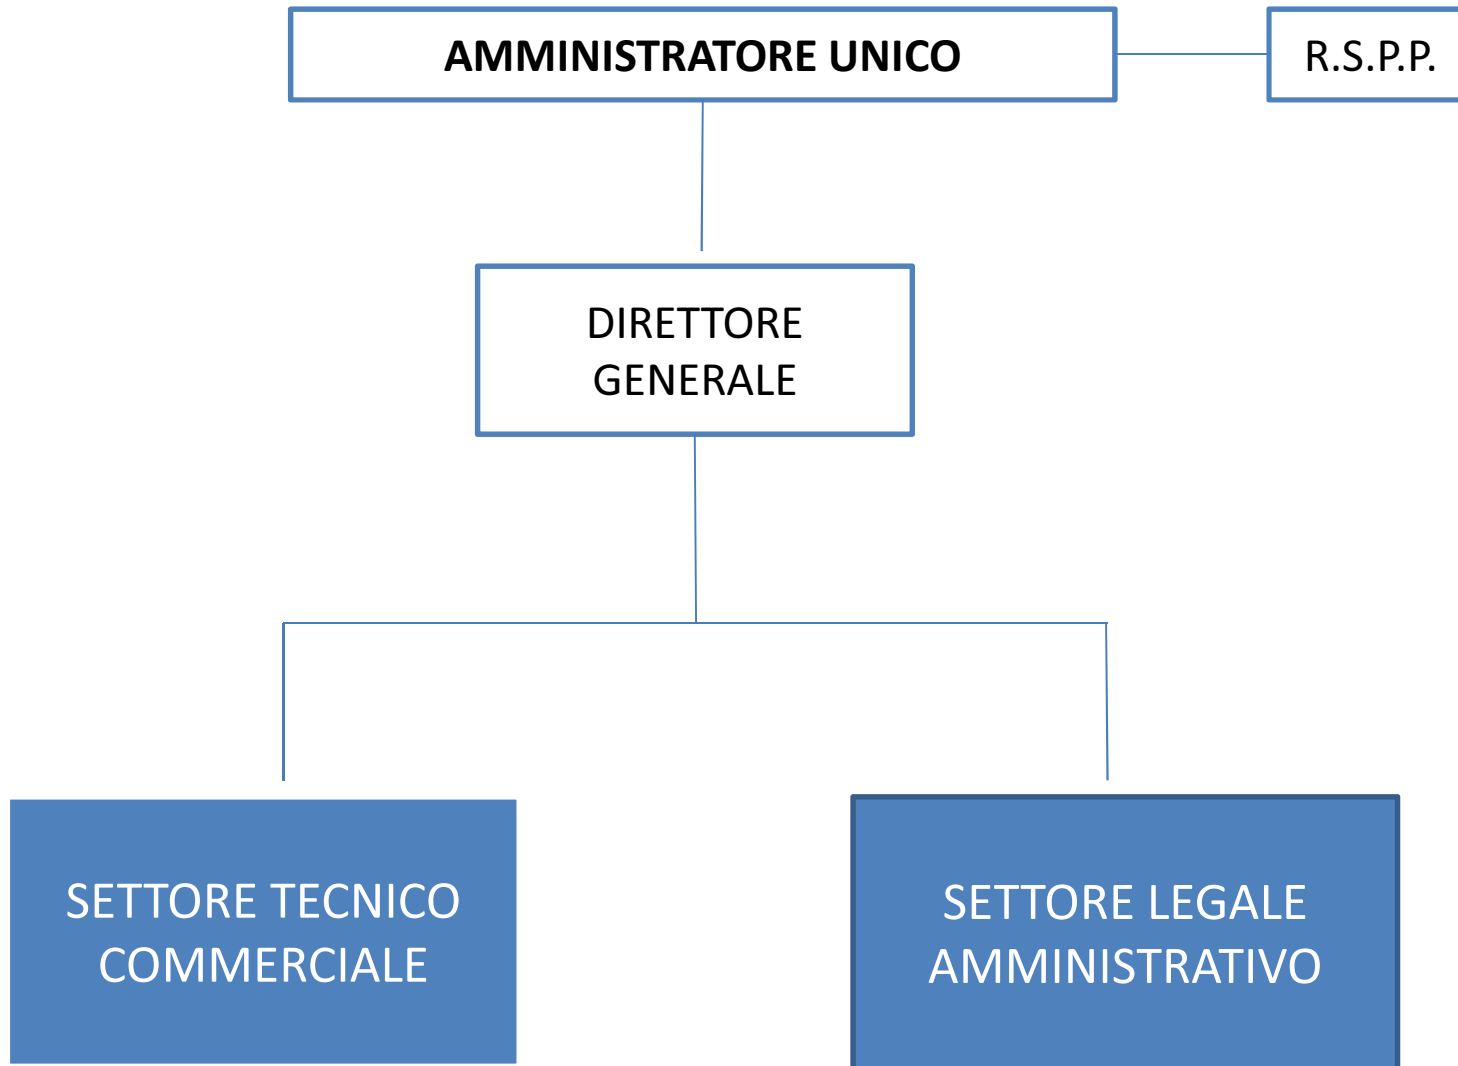 AMMINISTRATORE UNICO
R.S.P.P.
DIRETTORE
GENERALE
SETTORE TECNICO
COMMERCIALE
SETTORE LEGALE
AMMINISTRATIVO